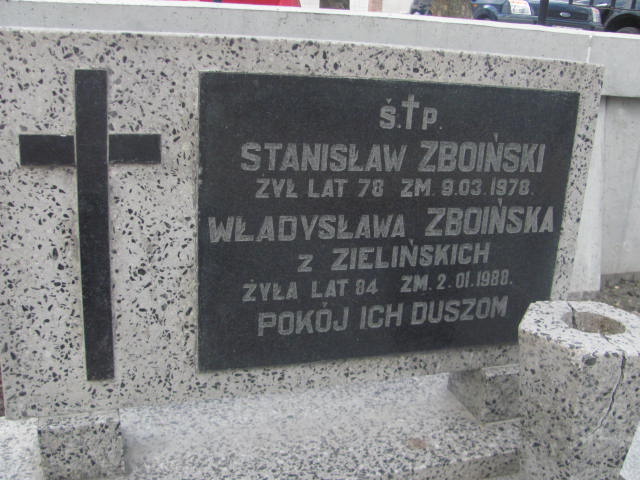 Ś.†P.
STANISŁAW ZBOIŃSKI
ŻYŁ LAT 78 ZM. 9.03.1978.
WŁADYSŁAWA ZBOIŃSKA
Z ZIELIŃSKICH
ŻYŁA LAT 84 ZM. 2.01.1988.
POKÓJ ICH DUSZOM